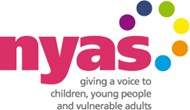 nyas
giving a voice to
children, young people
and vulnerable adults